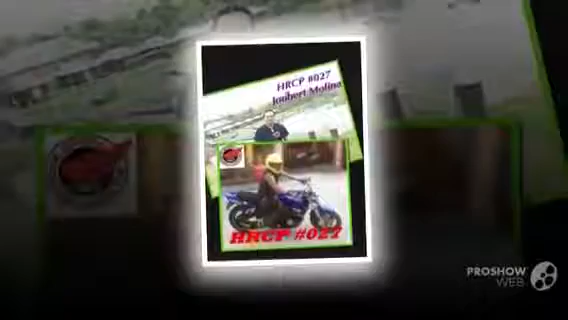 HRCP #027
Joubert Molina
HRCP #027
PROSHOW
WEB